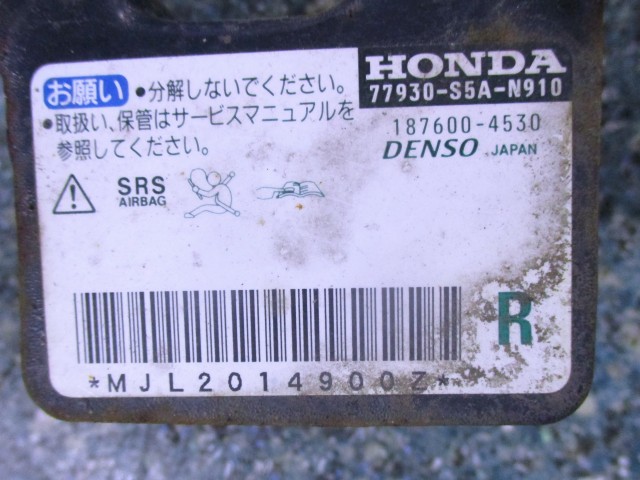 HONDA
77930-S5A-N910
お願い •分解しないでください。
•取扱い、保管はサービスマニュアルを
参照してください。
187600-4530
DENSO JAPAN
SRS
AIRBAG
R
*MJL2014900Z*